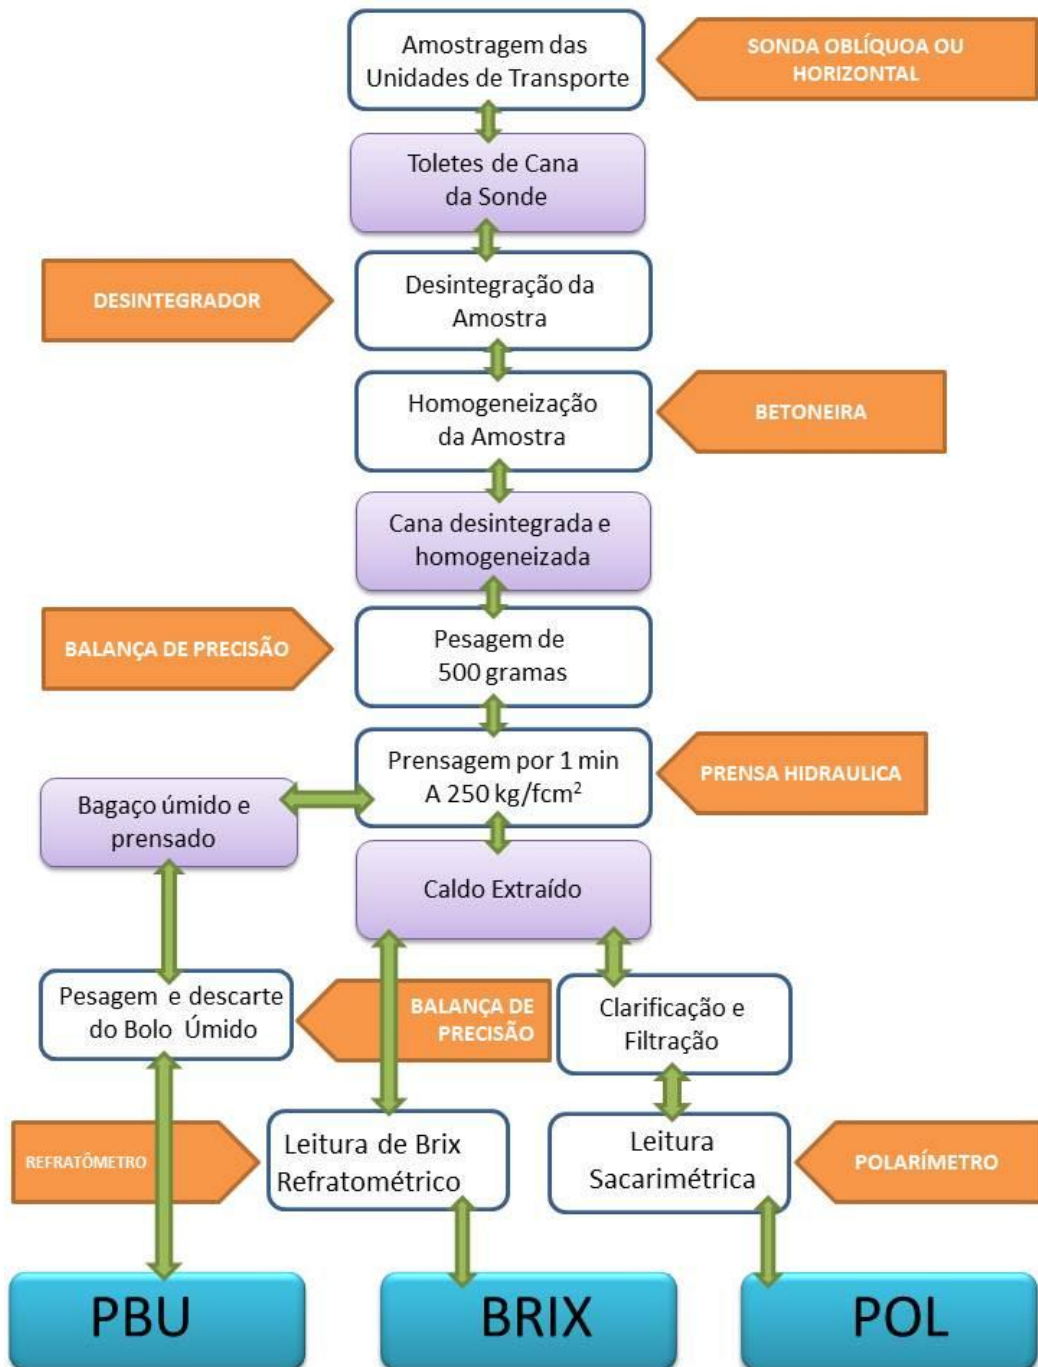 Amostragem das
Unidades de Transporte
SONDA OBLÍQUOA OU
HORIZONTAL
Toletes de Cana
da Sonde
DESINTEGRADOR
Desintegração da
Amostra
Homogeneização
da Amostra
BETONEIRA
Cana desintegrada e
homogeneizada
BALANÇA DE PRECISÃO
Pesagem de
500 gramas
Prensagem por 1 min
A 250 kg/fcm²
PRENSA HIDRAULICA
Bagaço úmido e
prensado
Caldo Extraído
Pesagem e descarte
do Bolo Úmido
BALANÇA DE
PRECISÃO
Clarificação e
Filtração
REFRATÔMETRO
Leitura de Brix
Refratométrico
Leitura
Sacarimétrica
POLARÍMETRO
PBU
BRIX
POL